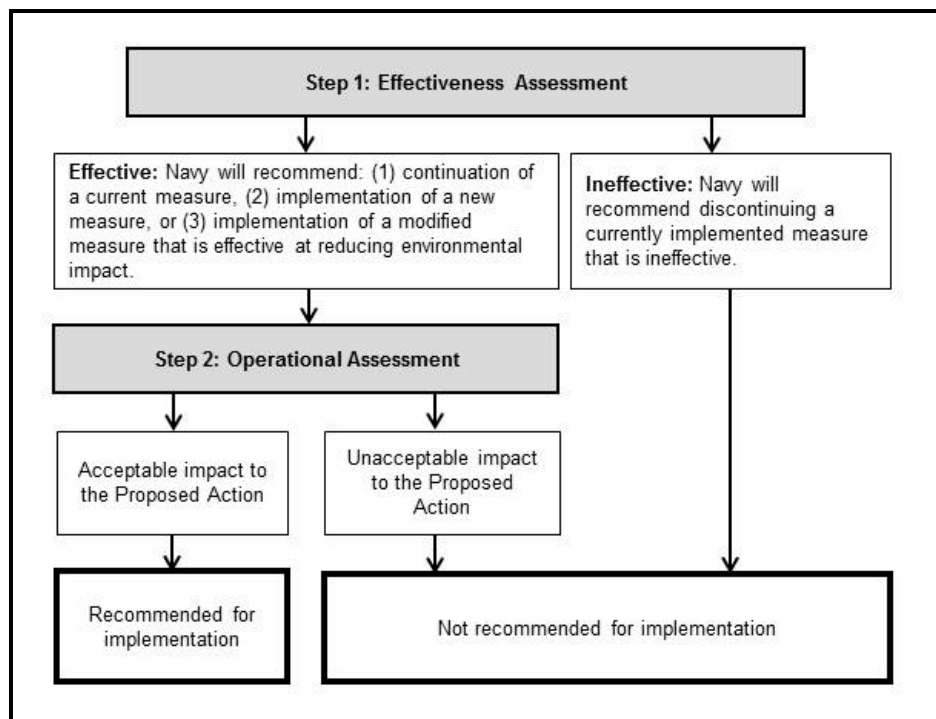 Step 1: Effectiveness Assessment
Effective: Navy will recommend: (1) continuation of
a current measure, (2) implementation of a new
measure, or (3) implementation of a modified
measure that is effective at reducing environmental
impact.
Ineffective: Navy will
recommend discontinuing a
currently implemented measure
that is ineffective.
Step 2: Operational Assessment
Acceptable impact to
the Proposed Action
Unacceptable impact
to the Proposed
Action
Recommended for
implementation
Not recommended for implementation